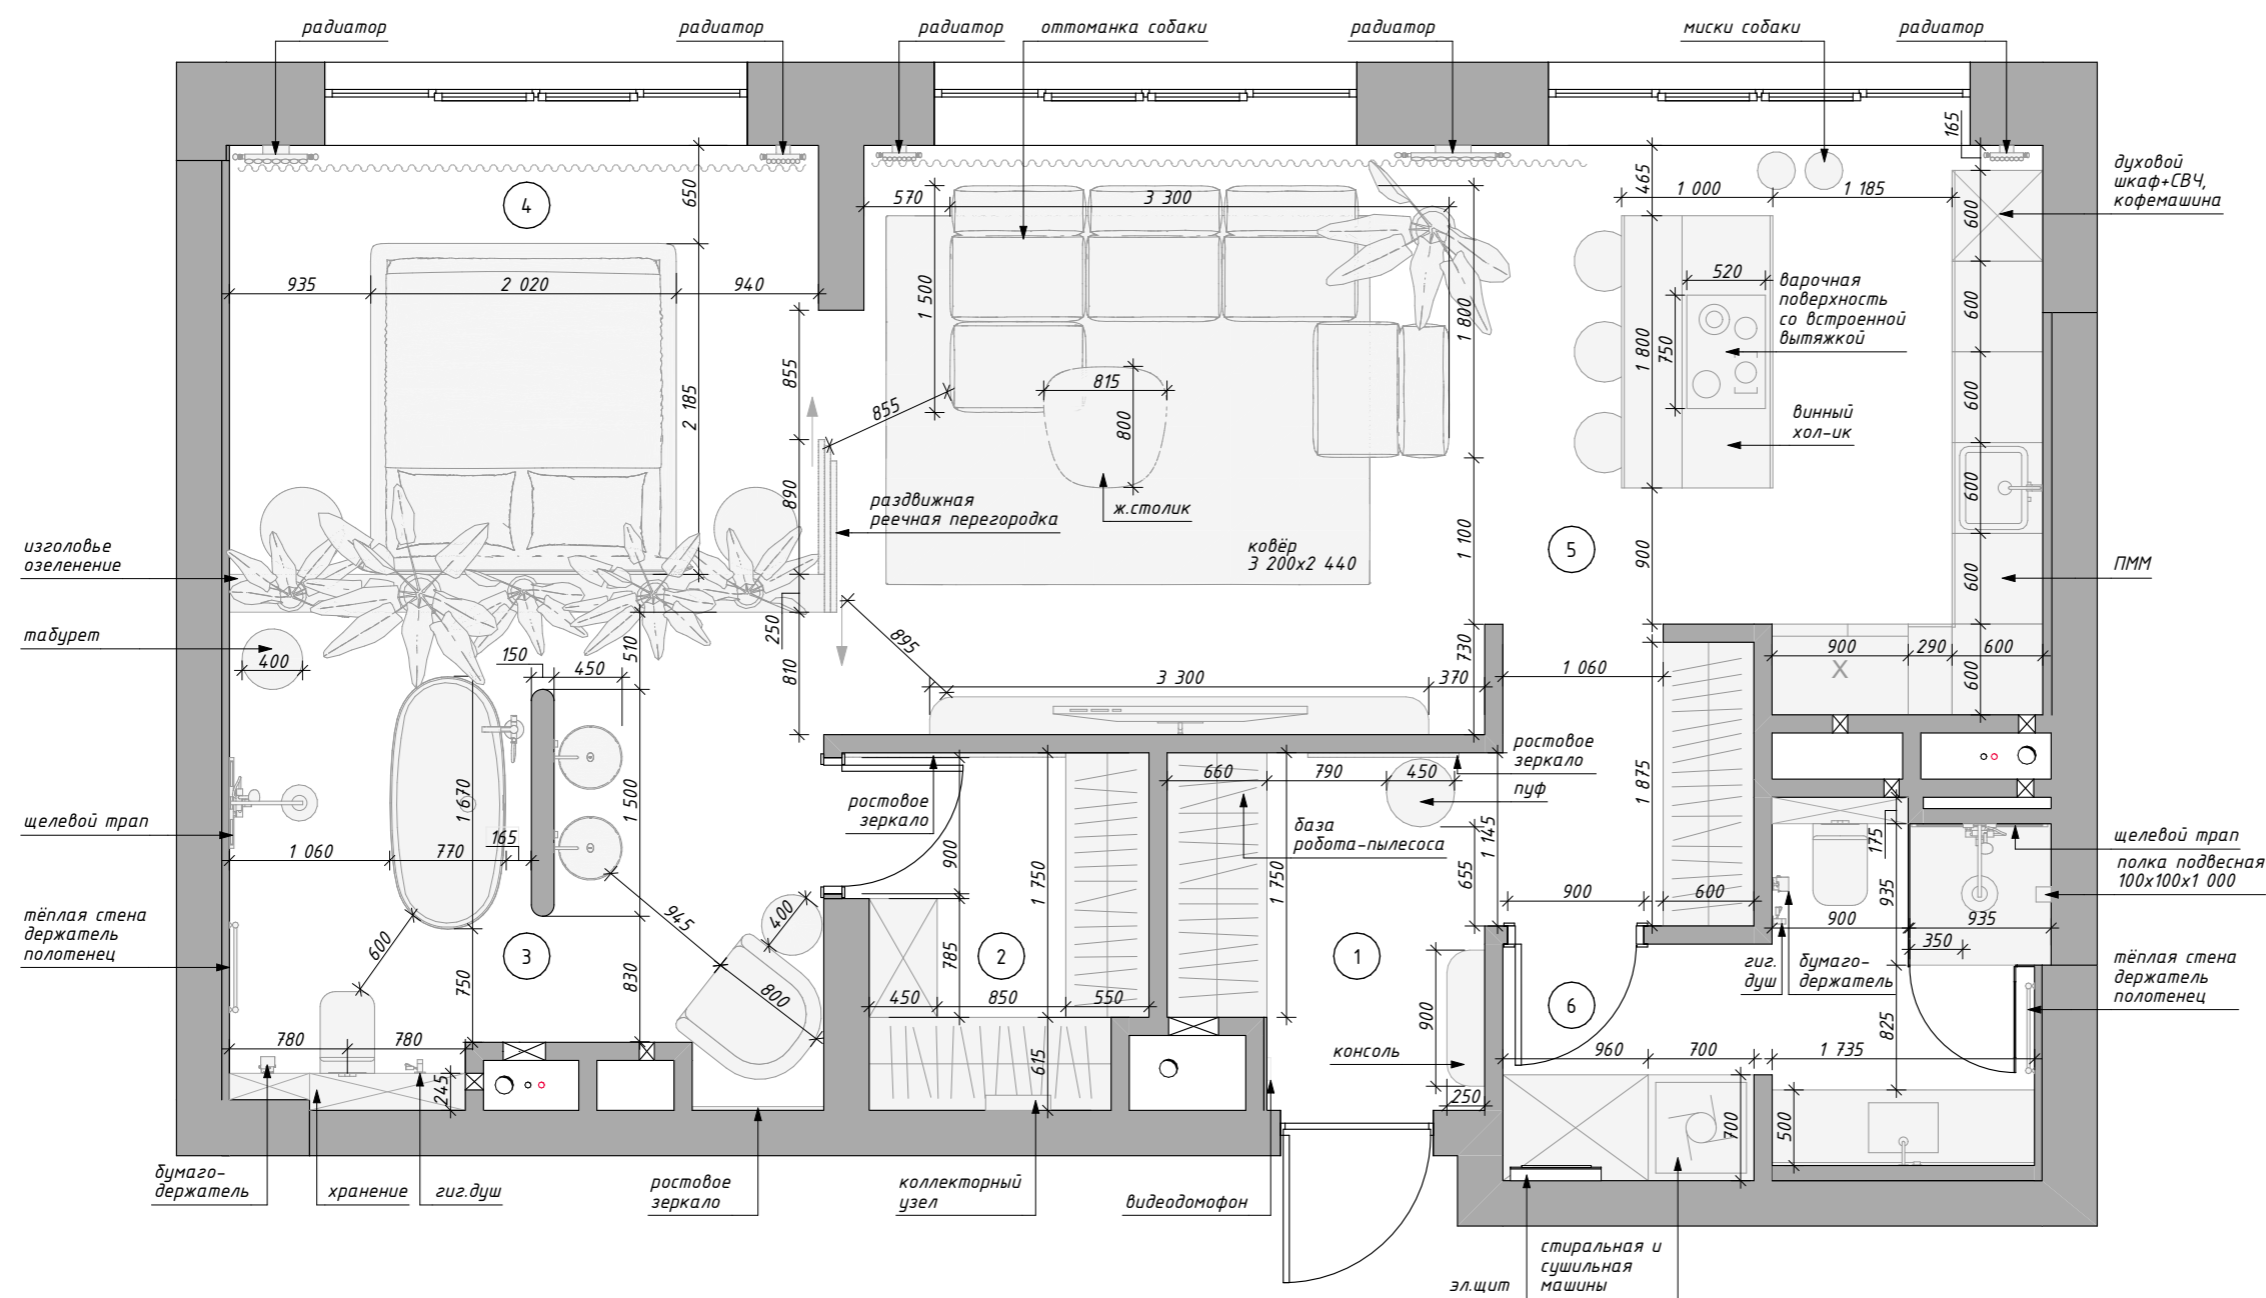 радиатор
радиатор
радиатор
оттоманка собаки
радиатор
миски собаки
радиатор
165
духовой
шкаф+СВЧ,
кофемашина
4
650
570
3 300
465
1 000
1 185
600
935
2 020
940
1 500
1 800
520
варочная
поверхность
со встроенной
вытяжкой
600
1 800
750
855
2 185
855
815
800
600
винный
хол-ик
890
раздвижная
реечная перегородка
ж.столик
600
изголовье
озеленение
ковёр
3 200х2 440
1 100
5
900
600
ПММ
табурет
400
250
510
150
450
810
895
730
1 060
900
290
600
600
3 300
370
X
1 670
1 500
ростовое
зеркало
660
790
450
ростовое
зеркало
пуф
1 875
щелевой трап
1 060
770
165
900
1 750
база
робота-пылесоса
1 750
1 145
655
175
щелевой трап
полка подвесная
100х100х1 000
тёплая стена
держатель
полотенец
600
945
400
900
600
935
900
935
350
3
2
1
750
830
800
785
450
850
550
гиг.
душ
бумаго-
держатель
тёплая стена
держатель
полотенец
6
825
780
780
245
615
консоль
900
250
960
700
1 735
700
500
бумаго-
держатель
хранение
гиг.душ
ростовое
зеркало
коллекторный
узел
видеодомофон
эл.щит
стиральная и
сушильная
машины